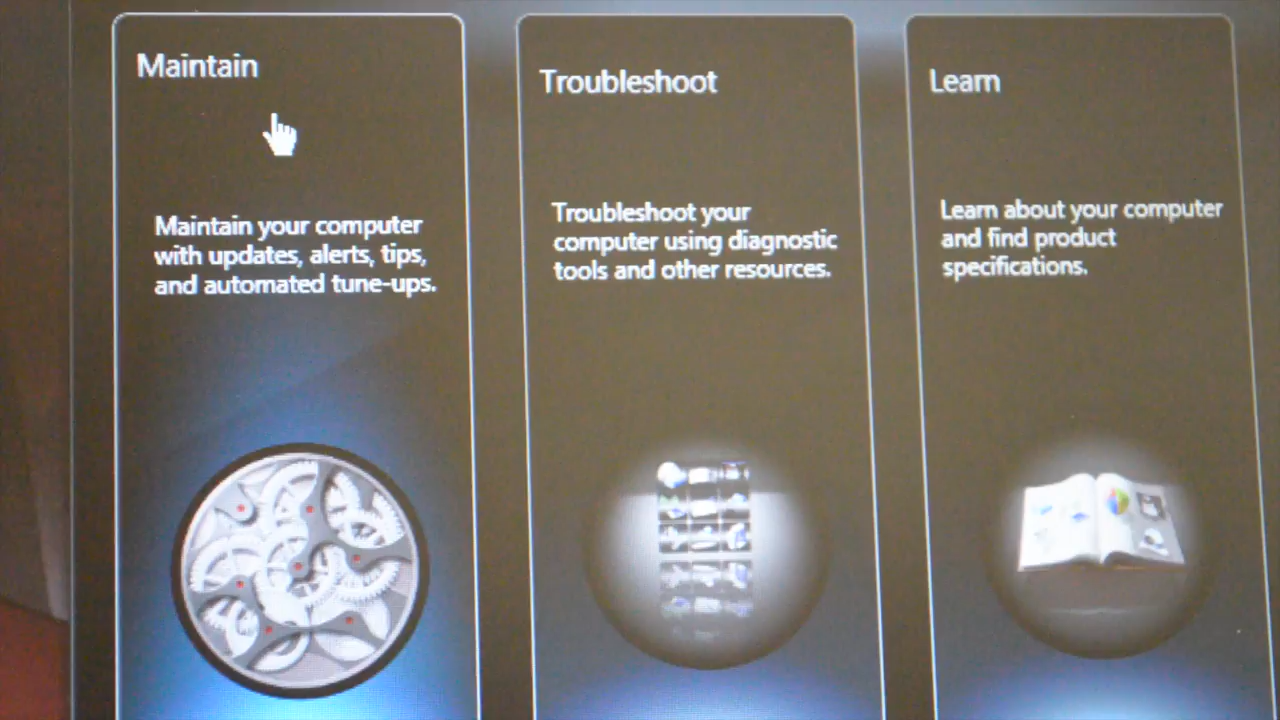 Maintain
Maintain your computer
with updates, alerts, tips,
and automated tune-ups.
Troubleshoot
Troubleshoot your
computer using diagnostic
tools and other resources.
Learn
Learn about your computer
and find product
specifications.